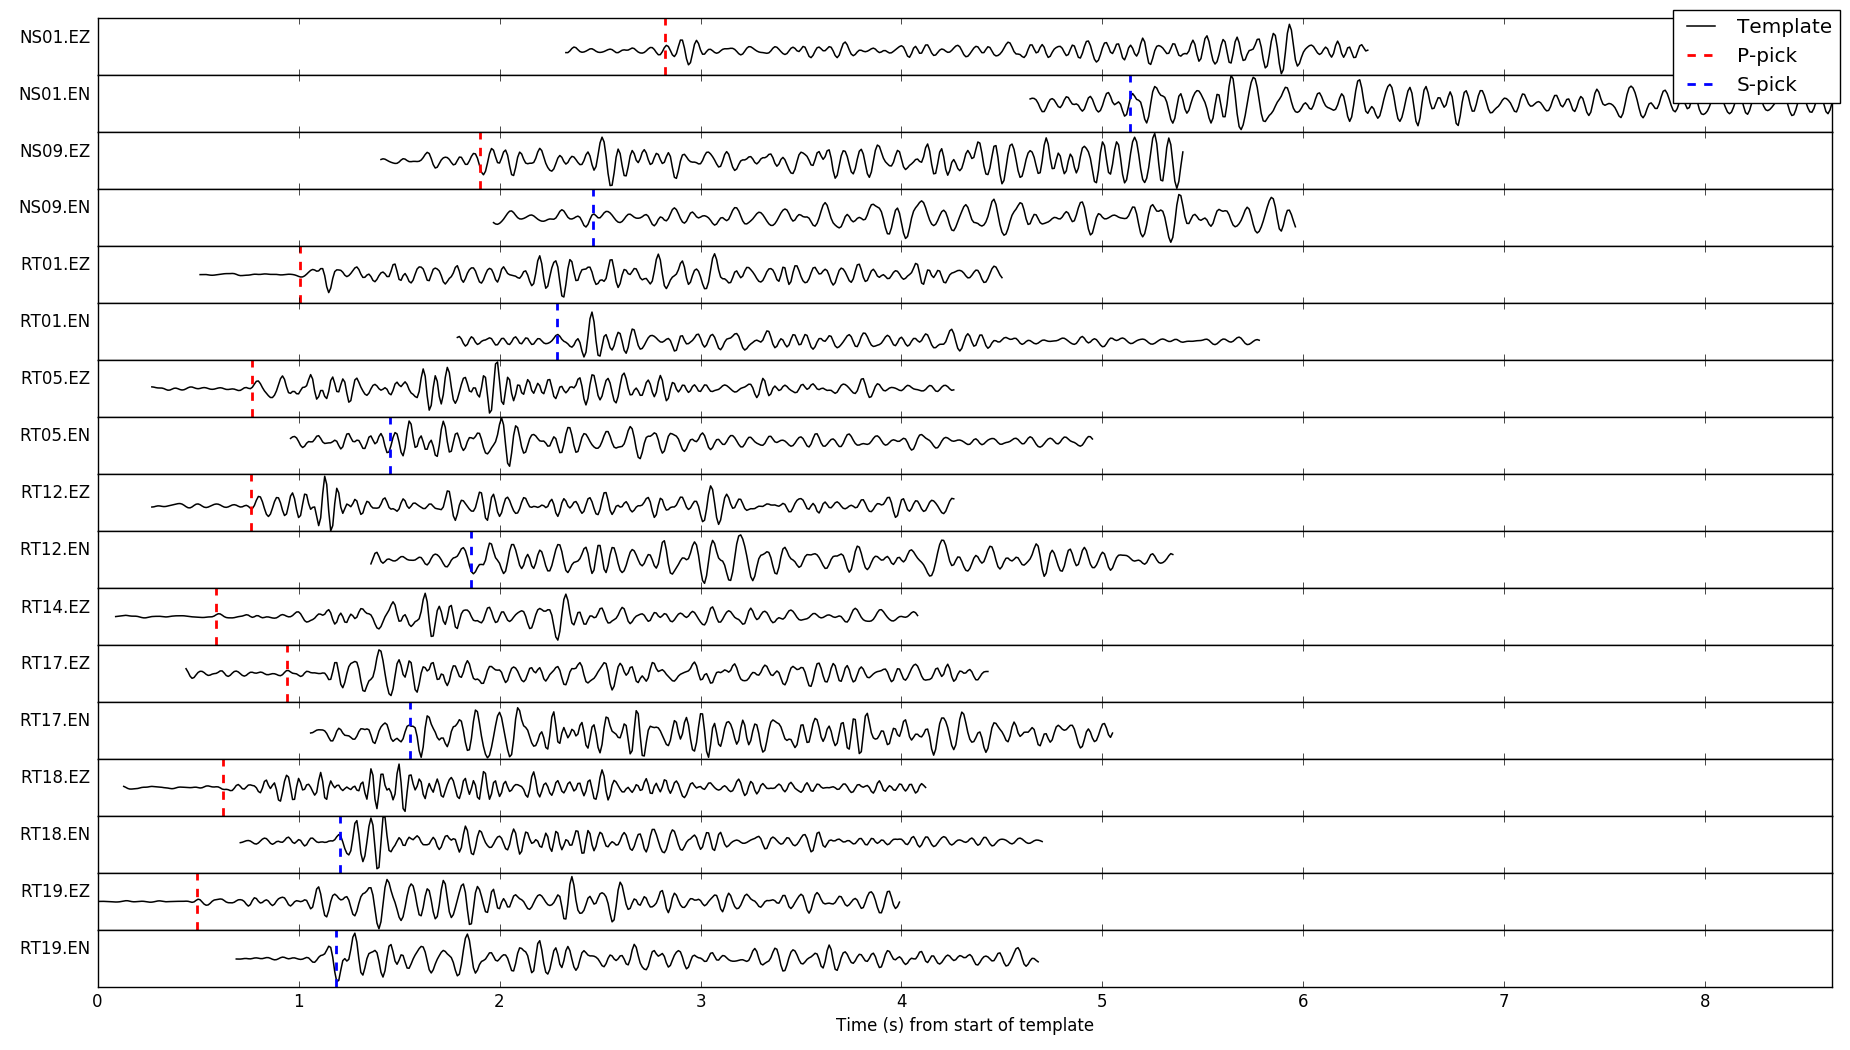 NS01.EZ
NS01.EN
NS09.EZ
NS09.EN
RT01.EZ
RT01.EN
RT05.EZ
RT05.EN
RT12.EZ
RT12.EN
RT14.EZ
RT17.EZ
RT17.EN
RT18.EZ
RT18.EN
RT19.EZ
RT19.EN
Template
P-pick
S-pick
0 1 2 3 4 5 6 7 8
Time (s) from start of template